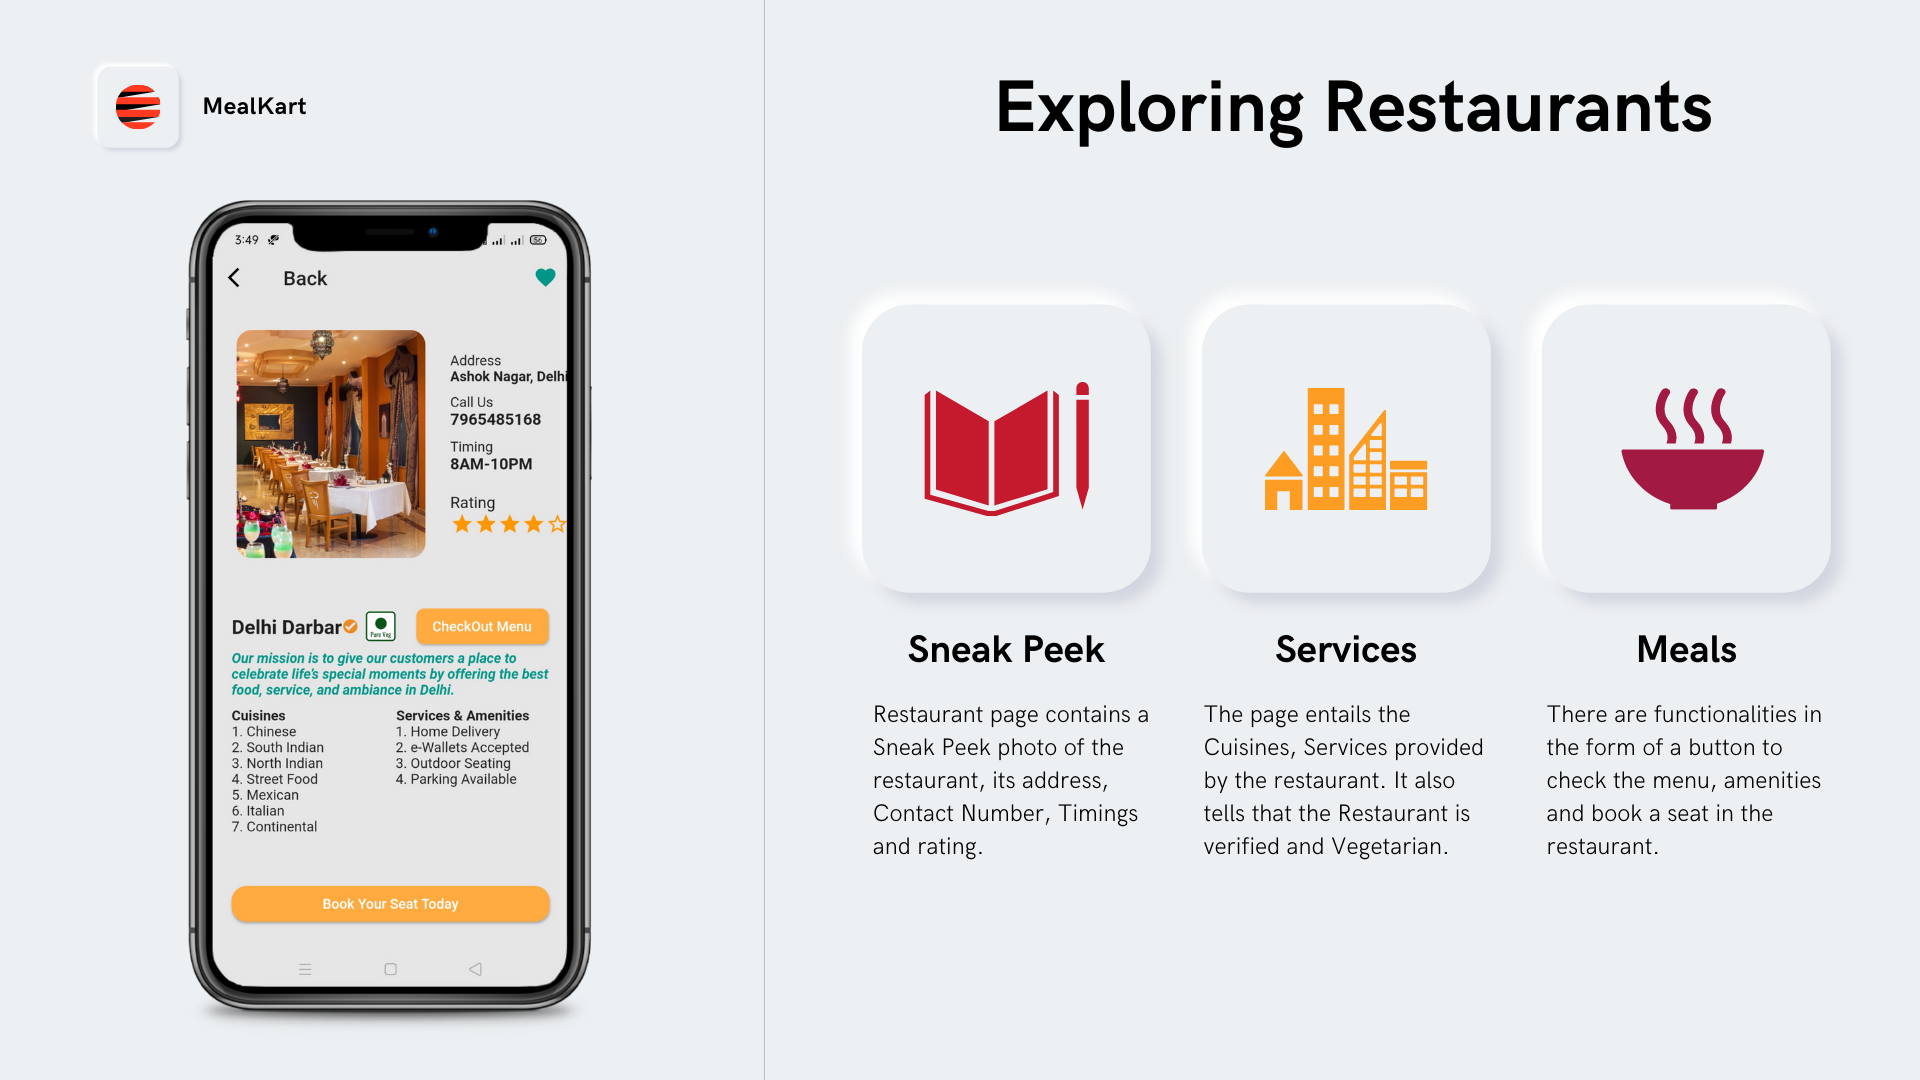 MealKart
3:49
56
Back
Address
Ashok Nagar, Delhi
Call Us
7965485168
Timing
8AM-10PM
Rating
Delhi Darbar
Pure Veg
CheckOut Menu
Our mission is to give our customers a place to
celebrate life's special moments by offering the best
food, service, and ambiance in Delhi.
Cuisines
1. Chinese
2. South Indian
3. North Indian
4. Street Food
5. Mexican
6. Italian
7. Continental
Services & Amenities
1. Home Delivery
2. e-Wallets Accepted
3. Outdoor Seating
4. Parking Available
Book Your Seat Today
Exploring Restaurants
Sneak Peek
Restaurant page contains a
Sneak Peek photo of the
restaurant, its address,
Contact Number, Timings
and rating.
Services
The page entails the
Cuisines, Services provided
by the restaurant. It also
tells that the Restaurant is
verified and Vegetarian.
Meals
There are functionalities in
the form of a button to
check the menu, amenities
and book a seat in the
restaurant.